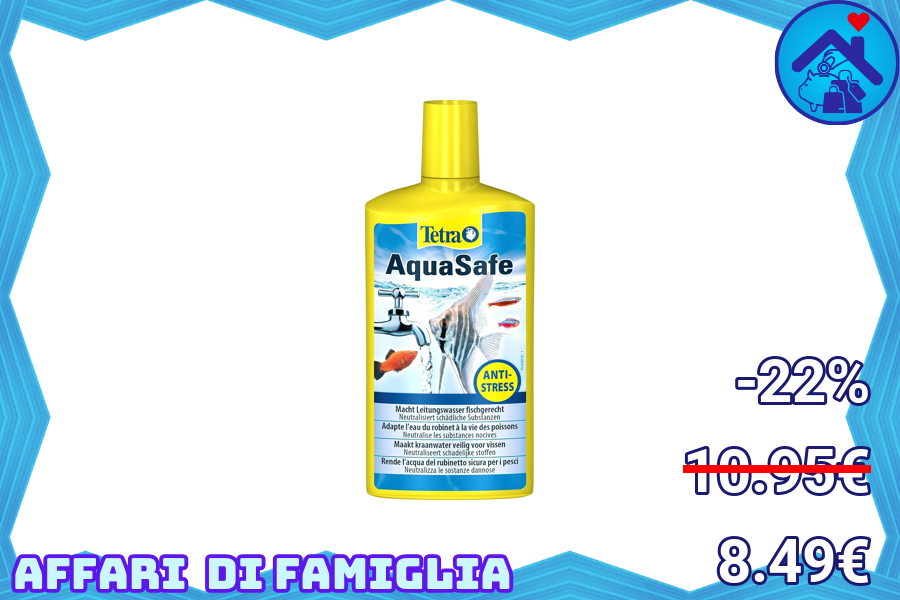 Tetra
AquaSafe
ANTI-
STRESS
Macht Leitungswasser fischgerecht
Neutralisiert schädliche Substanzen
Adapte l'eau du robinet à la vie des poissons
Neutralise les substances nocives
Maakt kraanwater veilig voor vissen
Neutraliseert schadelijke stoffen
Rende l'acqua del rubinetto sicura per i pesci
Neutralizza le sostanze dannose
-22%
10.95€
8.49€
AFFARI DI FAMIGLIA